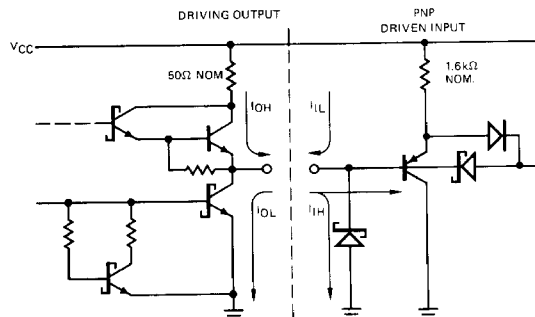 DRIVING OUTPUT
PNP
DRIVEN INPUT
VCC
50Ω NOM
1.6kΩ
NOM.
IOH
IIL
IOL
IIH